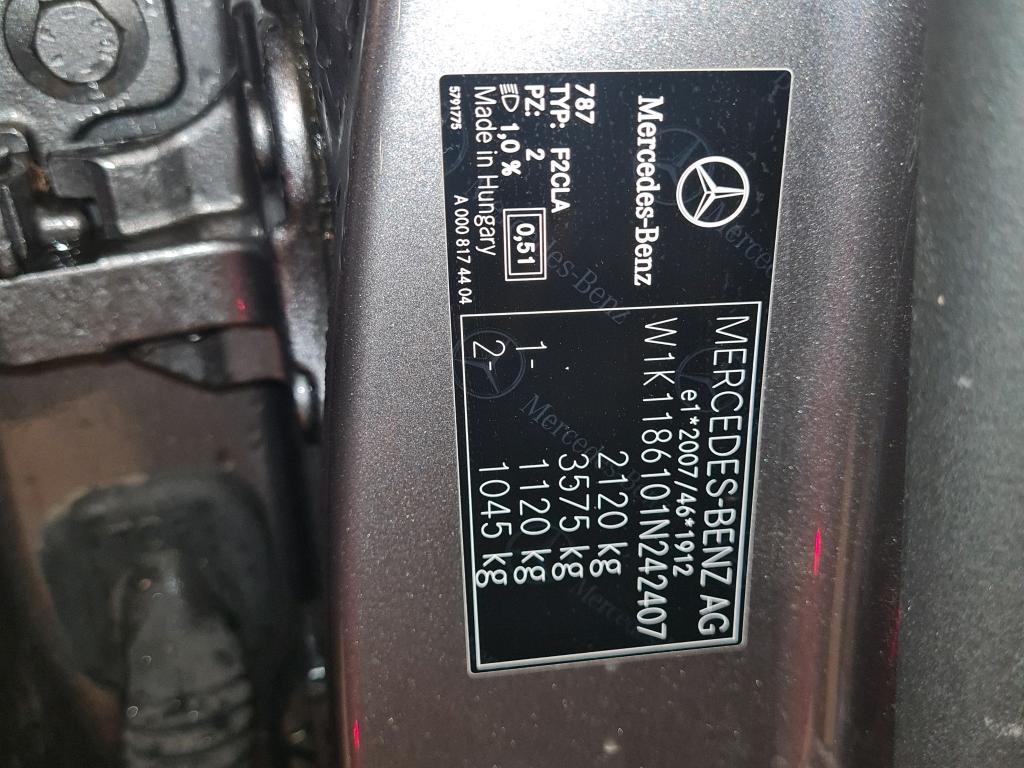 Mercedes-Benz
787
TYP: F2CLA
PZ: 2
1,0 %
0,51
Made in Hungary
5791775
A 000 817 44 04
MERCEDES-BENZ AG
e1*2007/46*1912
W1K1186101N242407
2120 kg
3575 kg
1- 1120 kg
2- 1045 kg